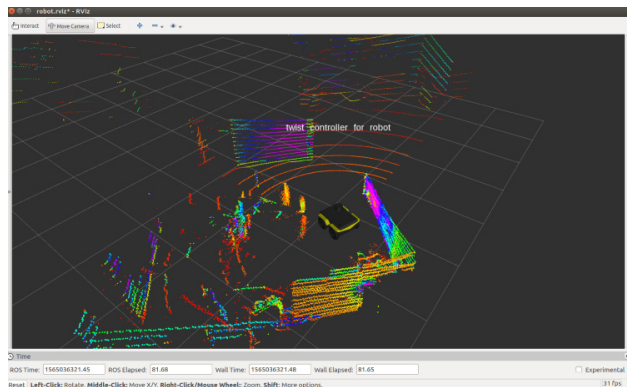 robot.rviz* - RViz
Interact Move Camera Select
twist controller for robot
Time
ROS Time: 1565036321.45 ROS Elapsed: 81.68 Wall Time: 1565036321.48 Wall Elapsed: 81.65 Experimental
Reset Left-Click: Rotate. Middle-Click: Move X/Y. Right-Click/Mouse Wheel: Zoom. Shift: More options. 31 fps